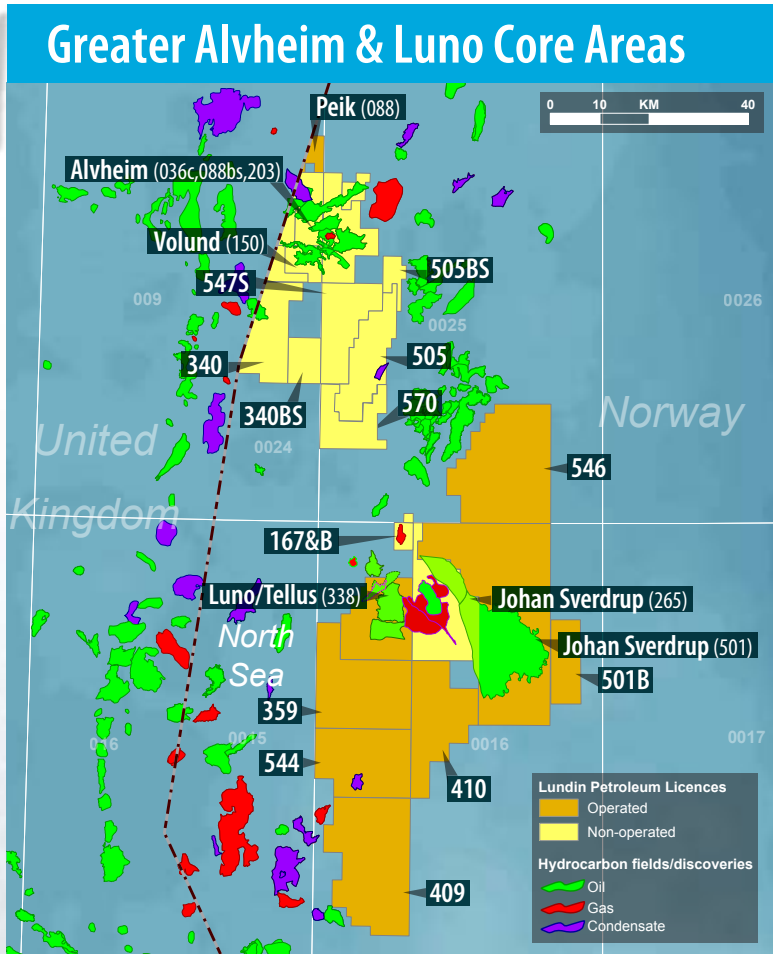 Greater Alvheim & Luno Core Areas
0 10 KM 40
Peik (088)
Alvheim (036c,088bs,203)
Volund (150)
505BS
547S
009
0026
0025
340
505
340BS
570
Norway
United
Kingdom
0024
546
167&B
Luno/Tellus (338)
Johan Sverdrup (265)
North
Sea
Johan Sverdrup (501)
501B
359
016
0015
0016
0017
544
410
409
Lundin Petroleum Licences
Operated
Non-operated
Hydrocarbon fields/discoveries
Oil
Gas
Condensate